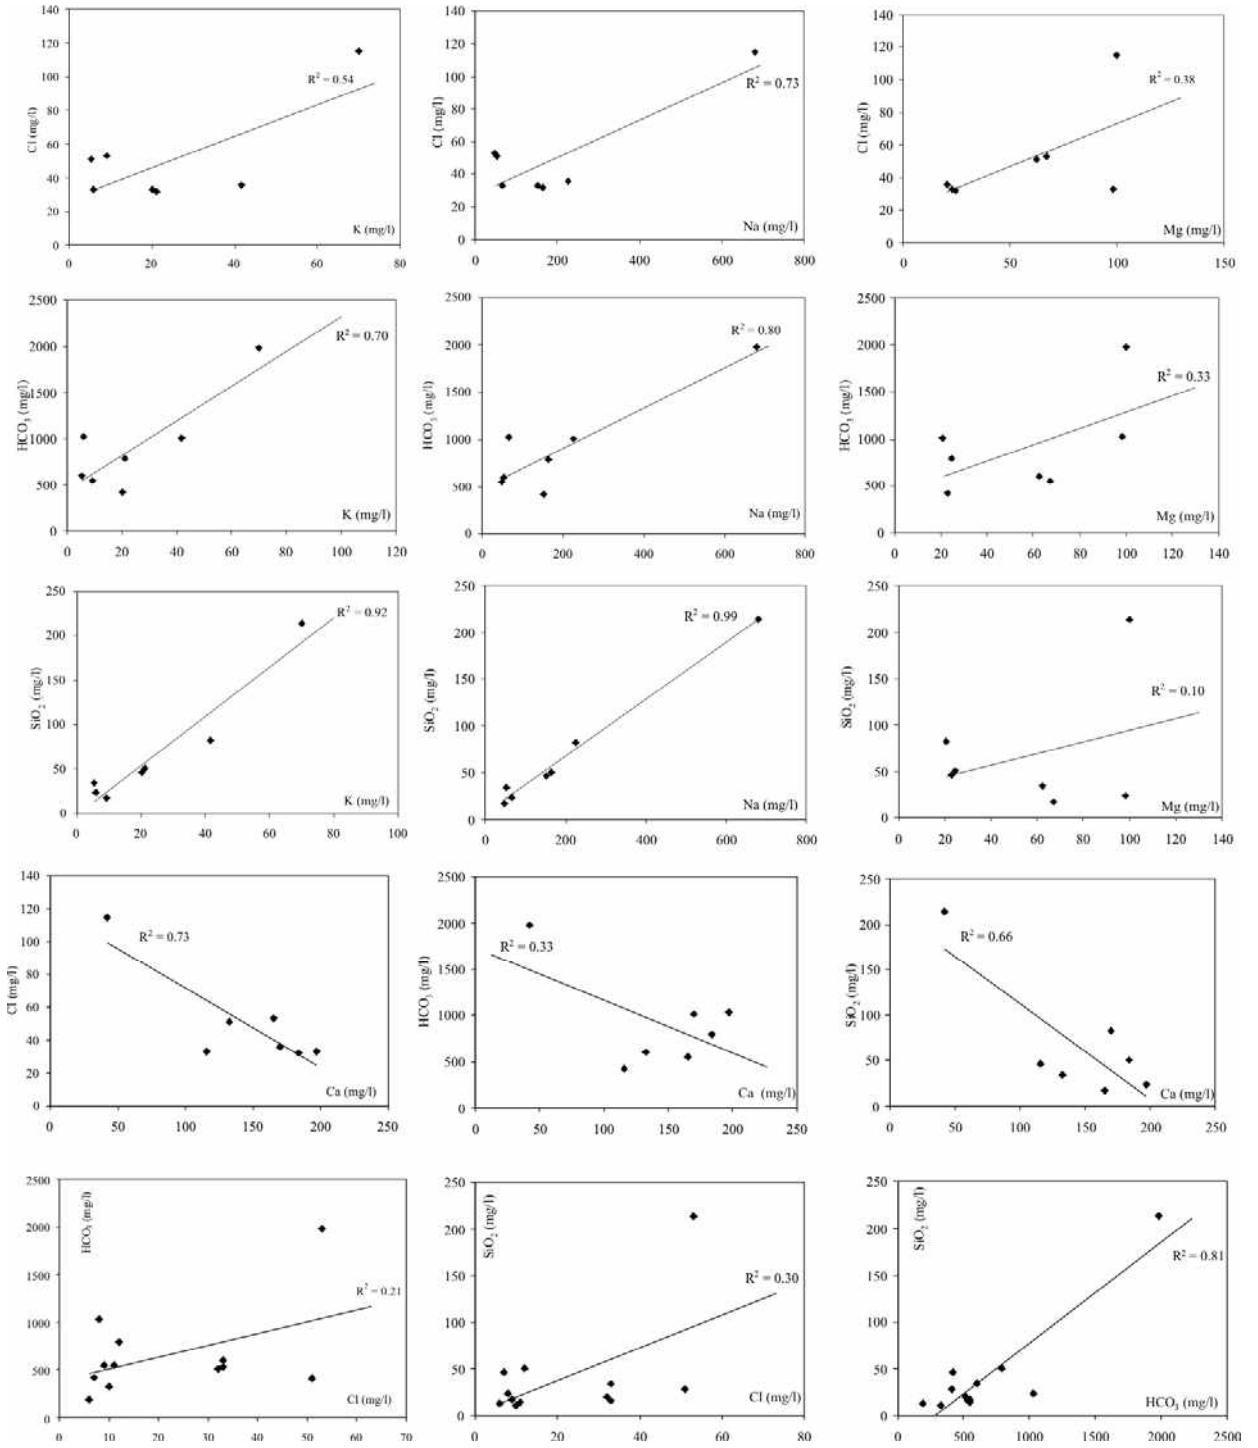 140
120
100
80
60
40
20
0
Cl (mg/l)
R² = 0.54
K (mg/l)
0 20 40 60 80
140
120
100
80
60
40
20
0
Cl (mg/l)
R² = 0.73
Na (mg/l)
0 200 400 600 800
140
120
100
80
60
40
20
0
Cl (mg/l)
R² = 0.38
Mg (mg/l)
0 50 100 150
2500
2000
1500
1000
500
0
HCO₃ (mg/l)
R² = 0.70
K (mg/l)
0 20 40 60 80 100 120
2500
2000
1500
1000
500
0
HCO₃ (mg/l)
R² = 0.80
Na (mg/l)
0 200 400 600 800
2500
2000
1500
1000
500
0
HCO₃ (mg/l)
R² = 0.33
Mg (mg/l)
0 20 40 60 80 100 120 140
250
200
150
100
50
0
SiO₂ (mg/l)
R² = 0.92
K (mg/l)
0 20 40 60 80 100
250
200
150
100
50
0
SiO₂ (mg/l)
R² = 0.99
Na (mg/l)
0 200 400 600 800
250
200
150
100
50
0
SiO₂ (mg/l)
R² = 0.10
Mg (mg/l)
0 20 40 60 80 100 120 140
140
120
100
80
60
40
20
0
Cl (mg/l)
R² = 0.73
Ca (mg/l)
0 50 100 150 200 250
2500
2000
1500
1000
500
0
HCO₃ (mg/l)
R² = 0.33
Ca (mg/l)
0 50 100 150 200 250
250
200
150
100
50
0
SiO₂ (mg/l)
R² = 0.66
Ca (mg/l)
0 50 100 150 200 250
2500
2000
1500
1000
500
0
HCO₃ (mg/l)
R² = 0.21
Cl (mg/l)
0 10 20 30 40 50 60 70
250
200
150
100
50
0
SiO₂ (mg/l)
R² = 0.30
Cl (mg/l)
0 20 40 60 80
250
200
150
100
50
0
SiO₂ (mg/l)
R² = 0.81
HCO₃ (mg/l)
0 500 1000 1500 2000 2500